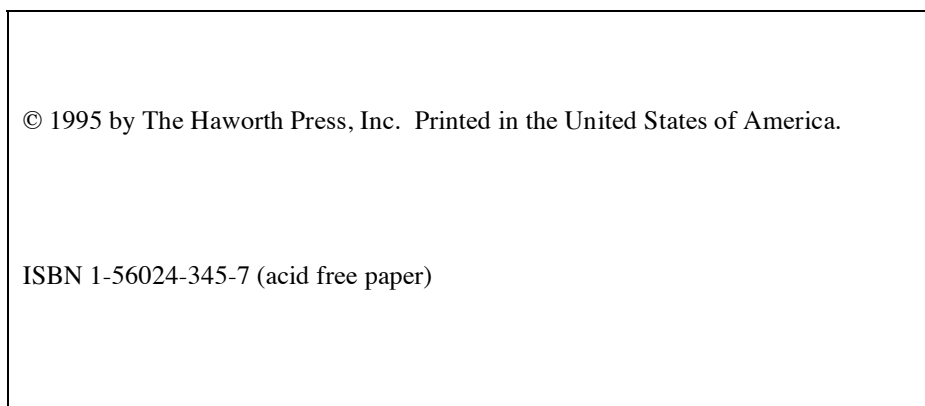 © 1995 by The Haworth Press, Inc.  Printed in the United States of America.
ISBN 1-56024-345-7 (acid free paper)